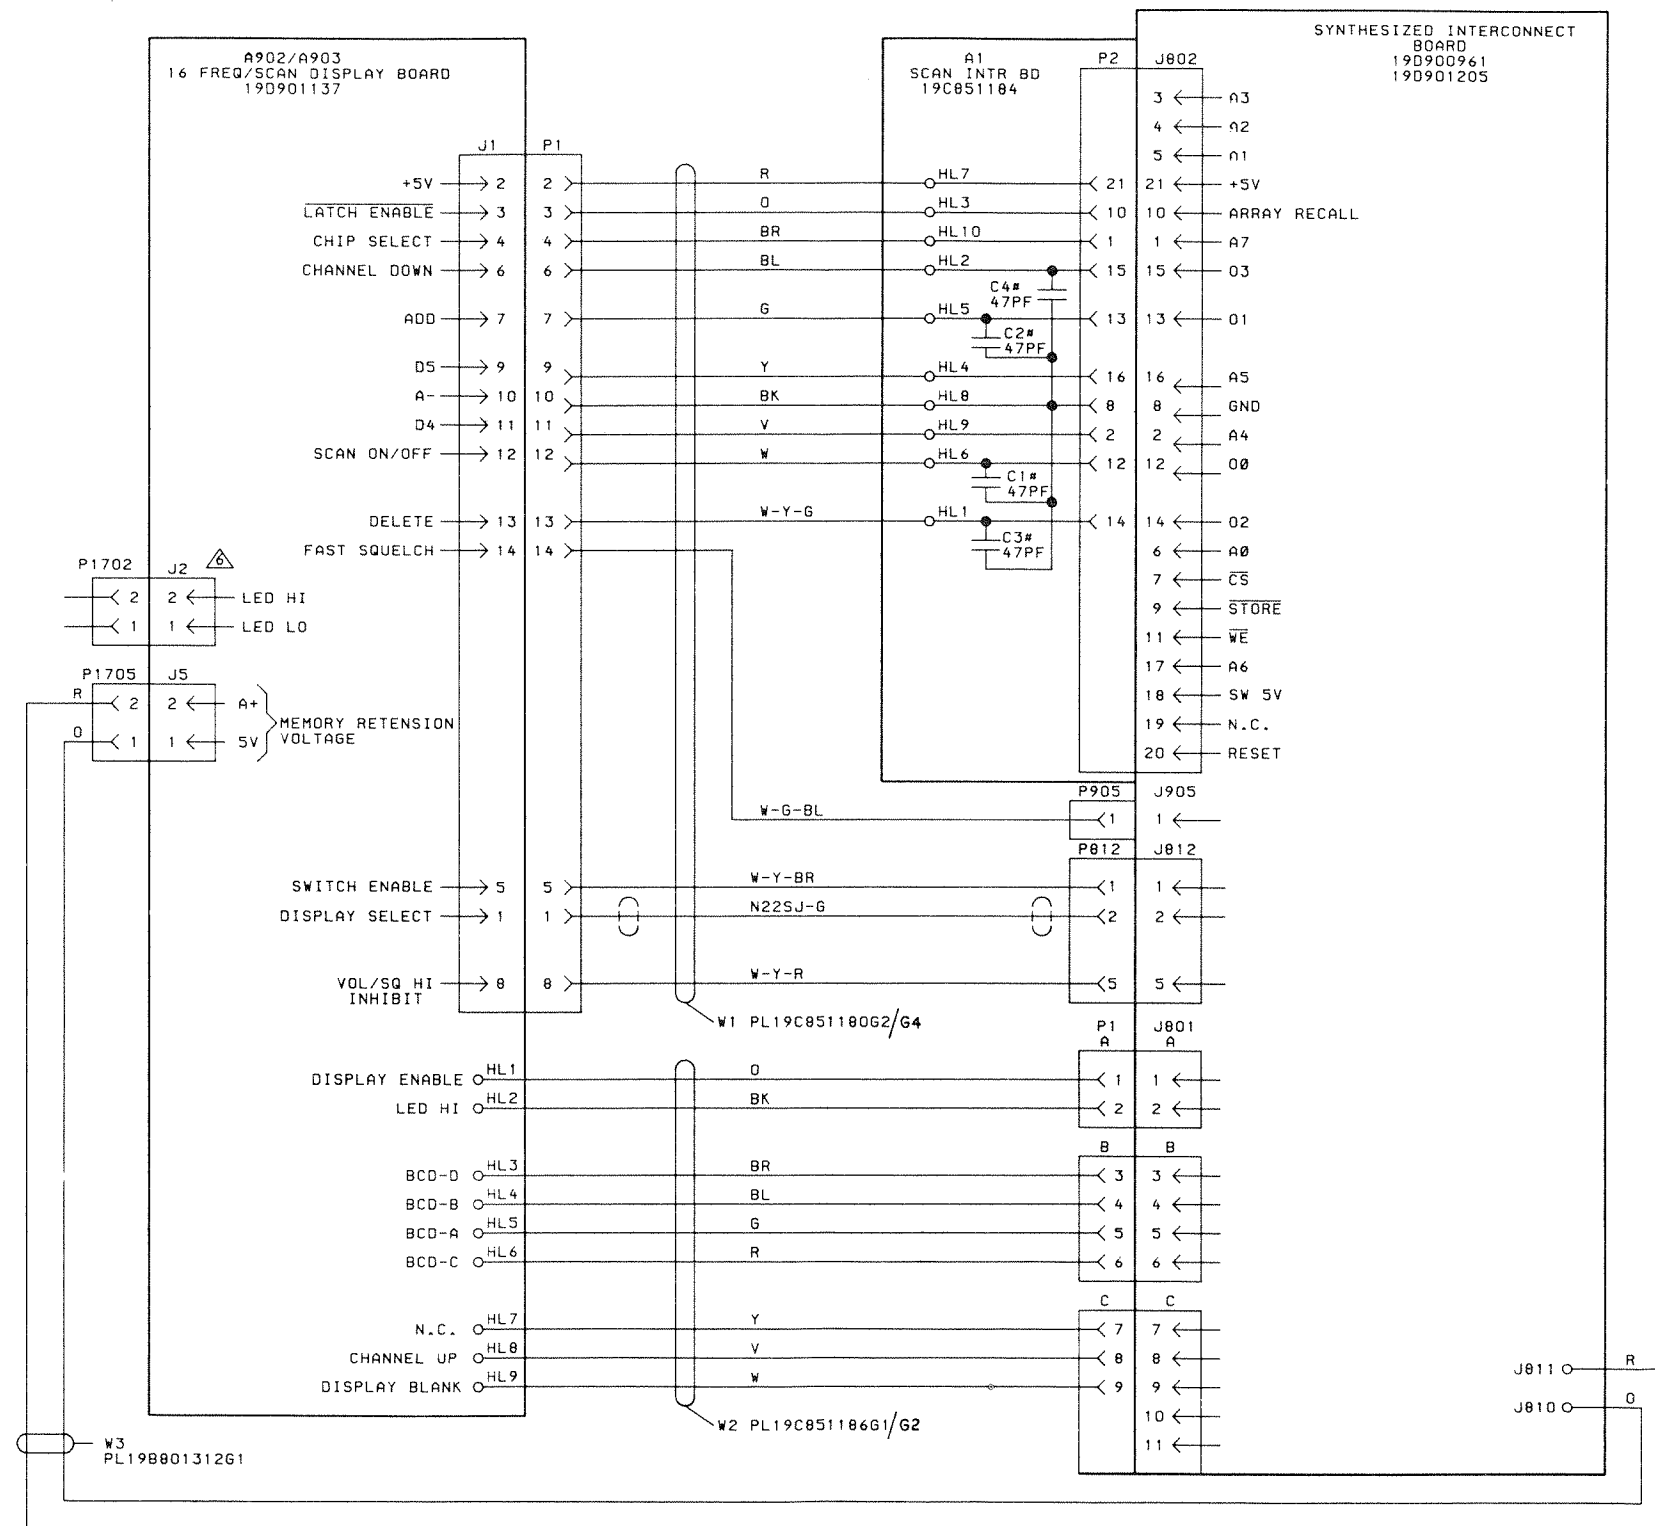 SYNTHESIZED INTERCONNECT
BOARD
19D900961
19D901205
A902/A903
16 FREQ/SCAN DISPLAY BOARD
19D901137
A1
SCAN INTR BD
19C851184
P2 J802
3 A3
4 A2
5 A1
J1 P1
+5V 2 2 R HL7 21 21 +5V
LATCH ENABLE 3 3 O HL3 10 10 ARRAY RECALL
CHIP SELECT 4 4 BR HL10 1 1 A7
CHANNEL DOWN 6 6 BL HL2 15 15 O3
C4#
47PF
ADD 7 7 G HL5 13 13 O1
C2#
47PF
D5 9 9 Y HL4 16 16 A5
A- 10 10 BK HL8 8 8 GND
D4 11 11 V HL9 2 2 A4
SCAN ON/OFF 12 12 W HL6 12 12 OØ
C1#
47PF
DELETE 13 13 W-Y-G HL1 14 14 O2
C3#
47PF
FAST SQUELCH 14 14
6 AØ
7 CS
9 STORE
11 WE
17 A6
18 SW 5V
19 N.C.
20 RESET
P1702 J2 6
2 2 LED HI
1 1 LED LO
P1705 J5
R 2 2 A+
O 1 1 5V
MEMORY RETENSION
VOLTAGE
P905 J905
W-G-BL 1 1
P812 J812
SWITCH ENABLE 5 5 W-Y-BR 1 1
DISPLAY SELECT 1 1 N22SJ-G 2 2
VOL/SQ HI 8 8 W-Y-R 5 5
INHIBIT
W1 PL19C851180G2/G4
P1 J801
A A
DISPLAY ENABLE HL1 O 1 1
LED HI HL2 BK 2 2
B B
BCD-D HL3 BR 3 3
BCD-B HL4 BL 4 4
BCD-A HL5 G 5 5
BCD-C HL6 R 6 6
C C
N.C. HL7 Y 7 7
CHANNEL UP HL8 V 8 8
DISPLAY BLANK HL9 W 9 9
10
11
J811 R
J810 O
W2 PL19C851186G1/G2
W3
PL19B801312G1